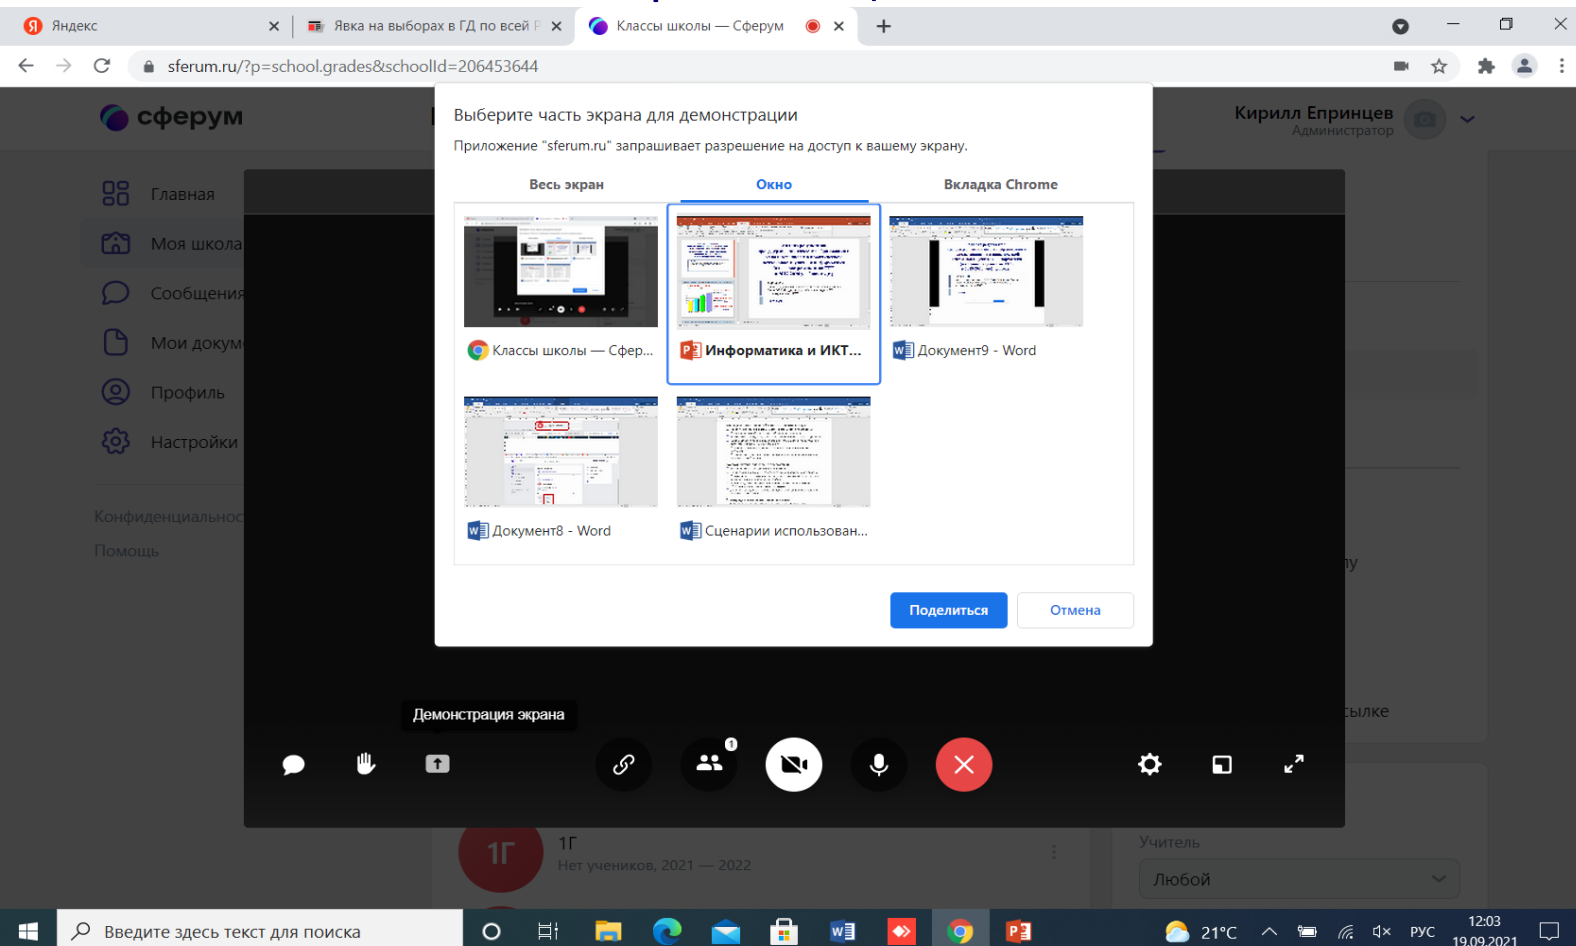 Яндекс
Явка на выборах в ГД по всей Р
Классы школы — Сферум
sferum.ru/?p=school.grades&schoolId=206453644
сферум
Кирилл Епринцев
Администратор
Выберите часть экрана для демонстрации
Приложение "sferum.ru" запрашивает разрешение на доступ к вашему экрану.
Весь экран
Окно
Вкладка Chrome
Главная
Моя школа
Сообщения
Мои докум
Профиль
Настройки
Конфиденциальнос
Помощь
Классы школы — Сфер...
Информатика и ИКТ...
Документ9 - Word
Документ8 - Word
Сценарии использован...
Поделиться
Отмена
лу
сылке
Демонстрация экрана
1
1Г
1Г
Нет учеников, 2021 — 2022
Учитель
Любой
Введите здесь текст для поиска
21°C
РУС
12:03
19.09.2021